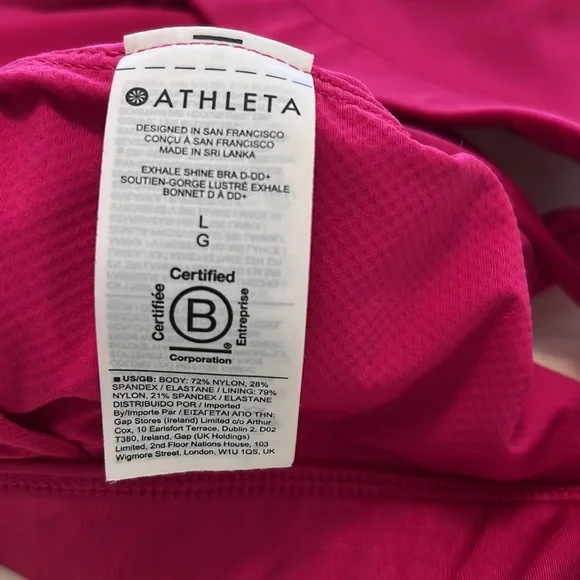 ATHLETA
DESIGNED IN SAN FRANCISCO
CONÇU À SAN FRANCISCO
MADE IN SRI LANKA
EXHALE SHINE BRA D-DD+
SOUTIEN-GORGE LUSTRÉ EXHALE
BONNET D À DD+
L
G
Certified
Certifiée
B
Entreprise
®
Corporation
■ US/GB: BODY: 72% NYLON, 28%
SPANDEX / ELASTANE / LINING: 79%
NYLON, 21% SPANDEX / ELASTANE
DISTRIBUIDO POR / Imported
By/Importe Par / ΕΙΣΑΓΕΤΑΙ ΑΠΟ ΤΗΝ:
Gap Stores (Ireland) Limited c/o Arthur
Cox, 10 Earlsfort Terrace, Dublin 2, D02
T380, Ireland, Gap (UK Holdings)
Limited, 2nd Floor Nations House, 103
Wigmore Street, London, W1U 1QS, UK